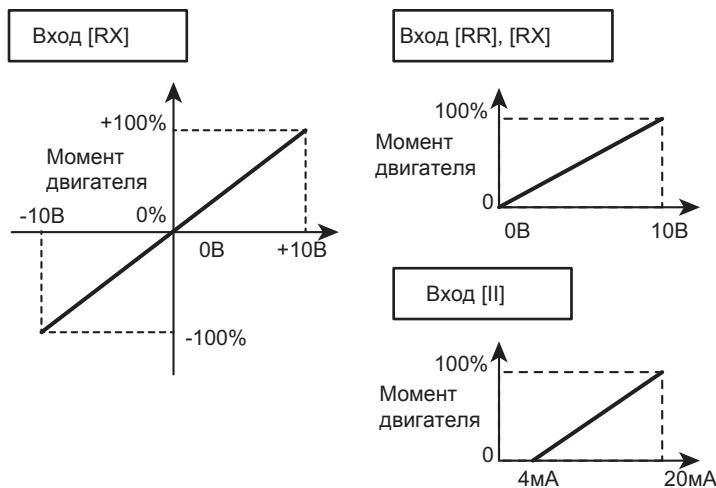 Вход [RX]
+100%
Момент
двигателя
-10В
0%
0В
+10В
-100%
Вход [RR], [RX]
100%
Момент
двигателя
0
0В
10В
Вход [II]
100%
Момент
двигателя
0
4мА
20мА